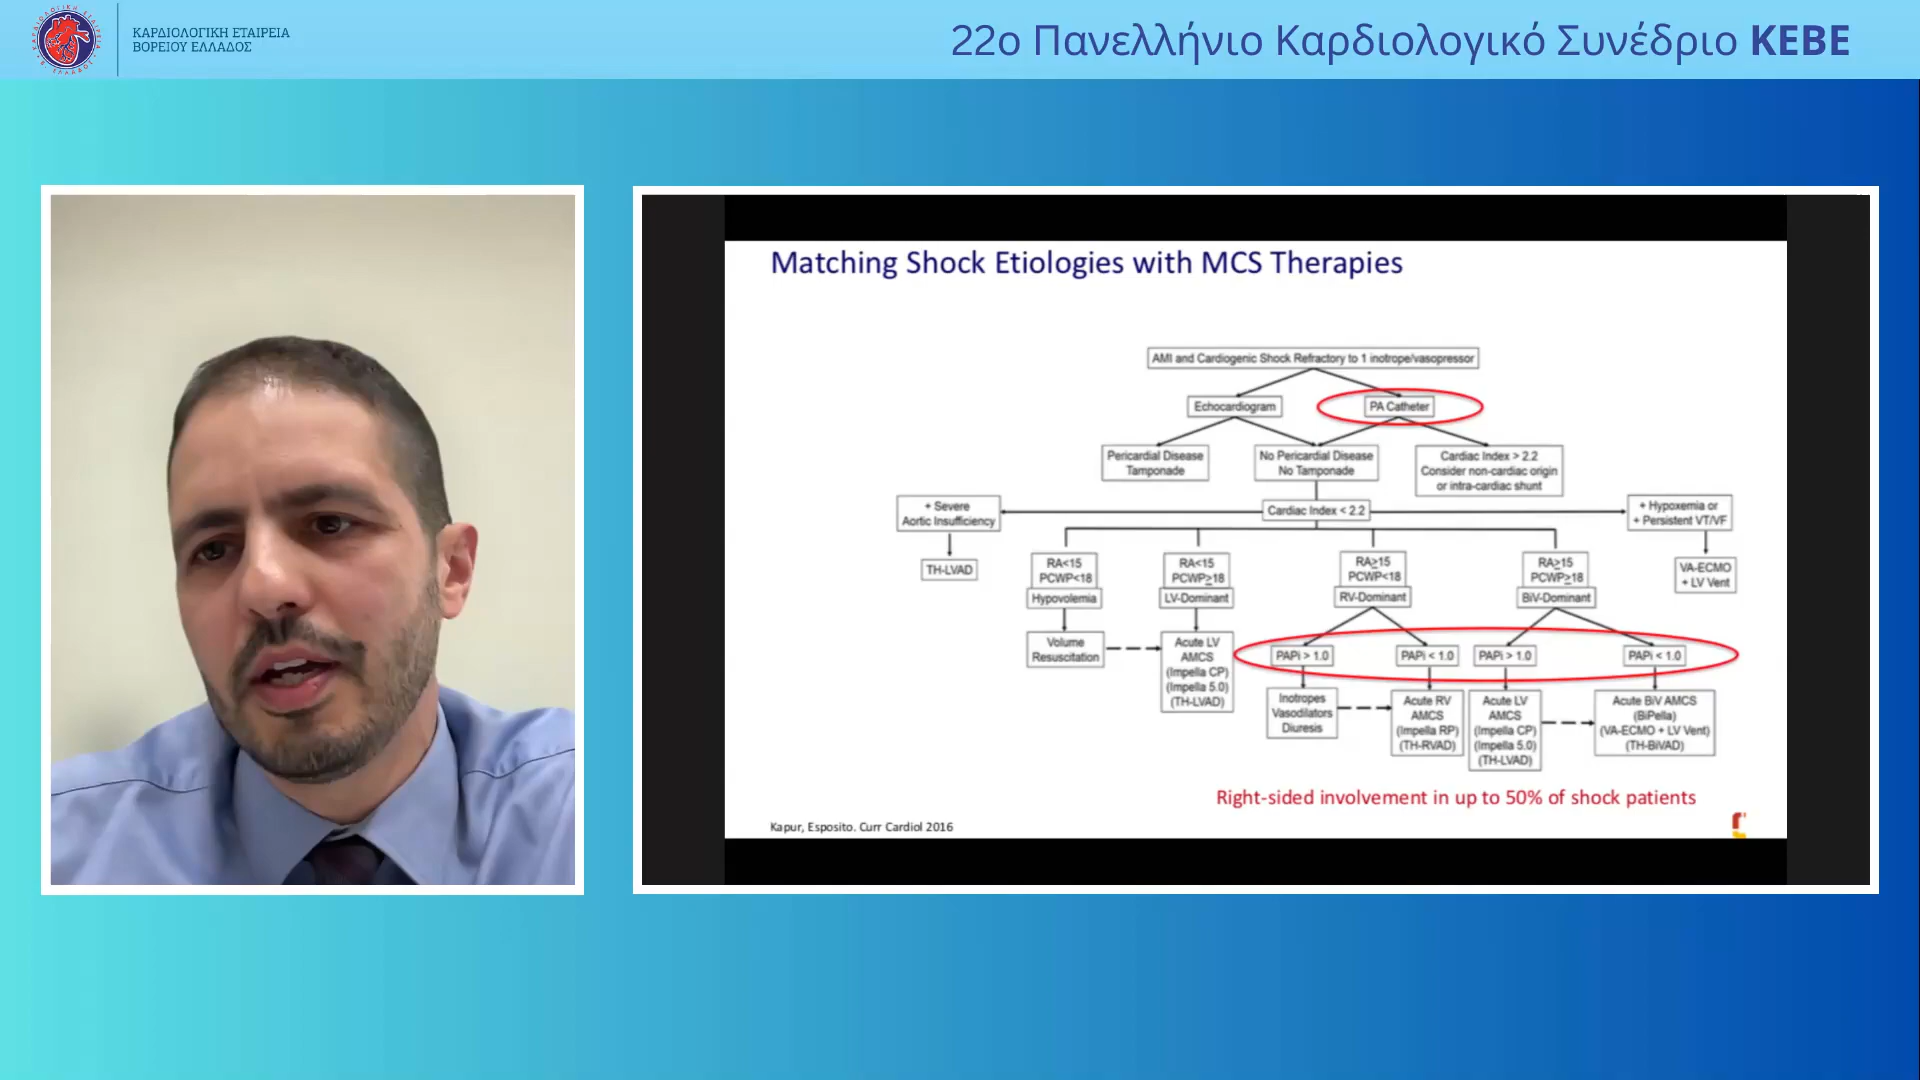 ΚΑΡΔΙΟΛΟΓΙΚΗ ΕΤΑΙΡΕΙΑ
ΒΟΡΕΙΟΥ ΕΛΛΑΔΟΣ
22ο Πανελλήνιο Καρδιολογικό Συνέδριο ΚΕΒΕ
Matching Shock Etiologies with MCS Therapies
AMI and Cardiogenic Shock Refractory to 1 inotrope/vasopressor
Echocardiogram
PA Catheter
Pericardial Disease
Tamponade
No Pericardial Disease
No Tamponade
Cardiac Index > 2.2
Consider non-cardiac origin
or intra-cardiac shunt
+ Severe
Aortic Insufficiency
Cardiac Index < 2.2
+ Hypoxemia or
+ Persistent VT/VF
TH-LVAD
RA<15
PCWP<18
Hypovolemia
RA<15
PCWP≥18
LV-Dominant
RA≥15
PCWP<18
RV-Dominant
RA≥15
PCWP≥18
BiV-Dominant
VA-ECMO
+ LV Vent
Volume
Resuscitation
Acute LV
AMCS
(Impella CP)
(Impella 5.0)
(TH-LVAD)
PAPi > 1.0
PAPi < 1.0
PAPi > 1.0
PAPi < 1.0
Inotropes
Vasodilators
Diuresis
Acute RV
AMCS
(Impella RP)
(TH-RVAD)
Acute LV
AMCS
(Impella CP)
(Impella 5.0)
(TH-LVAD)
Acute BiV AMCS
(BiPella)
(VA-ECMO + LV Vent)
(TH-BiVAD)
Right-sided involvement in up to 50% of shock patients
Kapur, Esposito. Curr Cardiol 2016